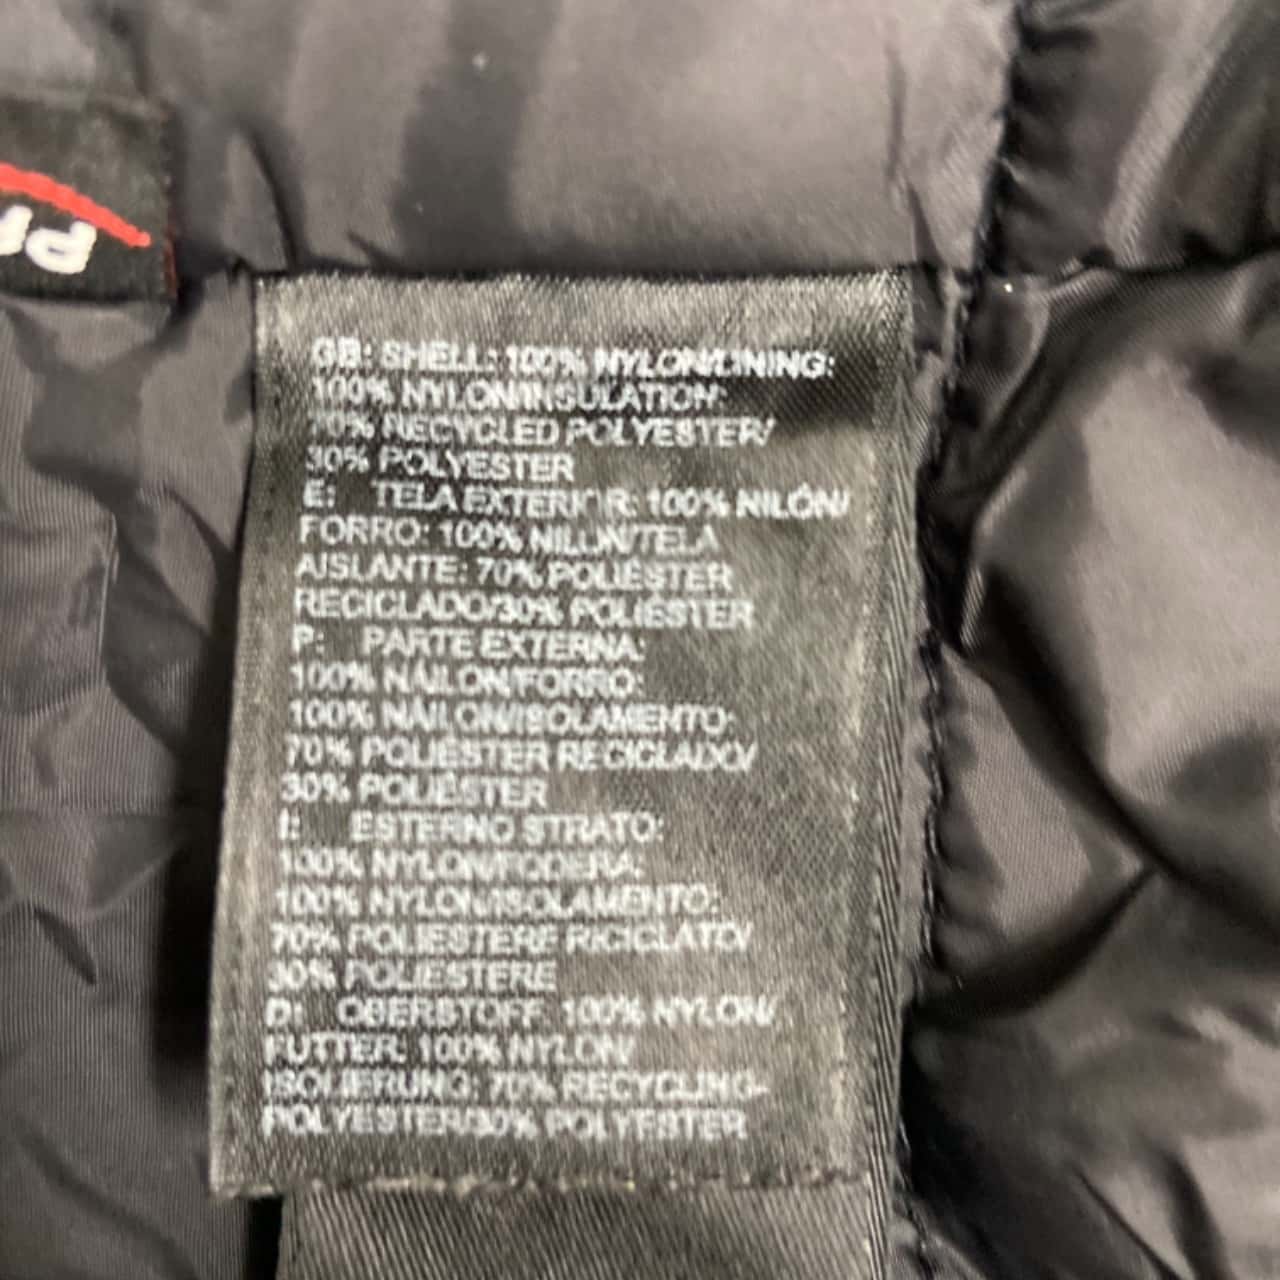 GB: SHELL: 100% NYLON/LINING:
100% NYLON/INSULATION:
70% RECYCLED POLYESTER/
30% POLYESTER
E: TELA EXTERIOR: 100% NILÓN/
FORRO: 100% NILÓN/TELA
AISLANTE: 70% POLIÉSTER
RECICLADO/30% POLIÉSTER
P: PARTE EXTERNA:
100% NÁILON/FORRO:
100% NÁILON/ISOLAMENTO:
70% POLIÉSTER RECICLADO/
30% POLIÉSTER
I: ESTERNO STRATO:
100% NYLON/FODERA:
100% NYLON/ISOLAMENTO:
70% POLIESTERE RICICLATO/
30% POLIESTERE
D: OBERSTOFF: 100% NYLON/
FUTTER: 100% NYLON/
ISOLIERUNG: 70% RECYCLING-
POLYESTER/30% POLYESTER